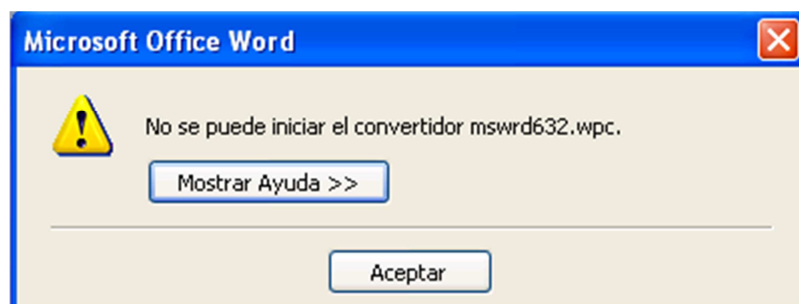 Microsoft Office Word
No se puede iniciar el convertidor mswrd632.wpc.
Mostrar Ayuda >>
Aceptar